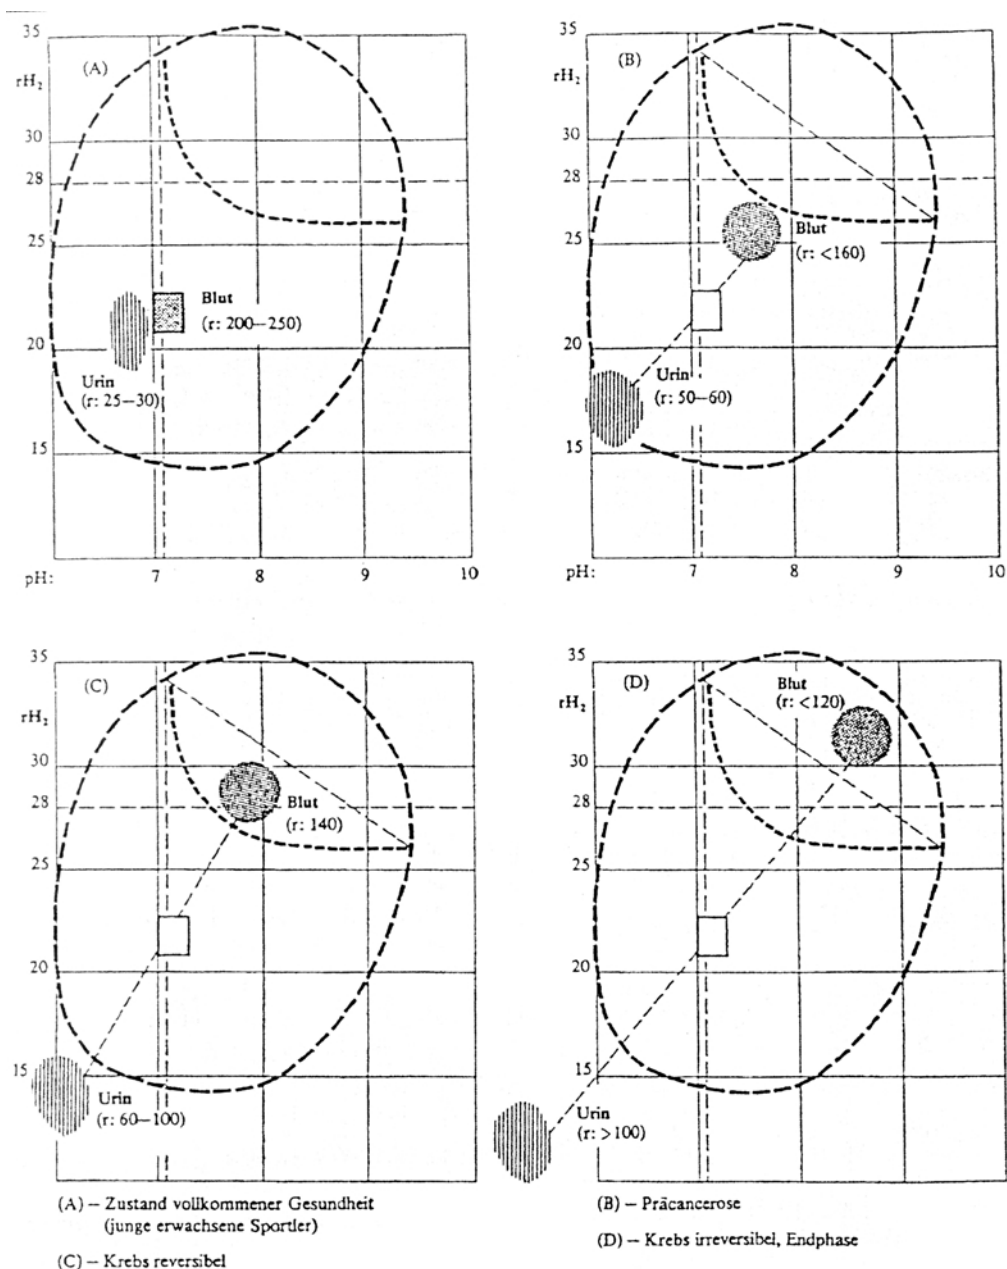 (A)
35
rH₂
30
28
25
20
15
Blut
(r: 200—250)
Urin
(r: 25—30)
pH:
7
8
9
10
(B)
35
rH₂
30
28
25
20
15
Blut
(r: <160)
Urin
(r: 50—60)
pH:
7
8
9
10
(C)
35
rH₂
30
28
25
20
15
Blut
(r: 140)
Urin
(r: 60—100)
(D)
35
rH₂
30
28
25
20
15
Blut
(r: <120)
Urin
(r: >100)
(A) — Zustand vollkommener Gesundheit
(junge erwachsene Sportler)
(C) — Krebs reversibel
(B) — Präcancerose
(D) — Krebs irreversibel, Endphase